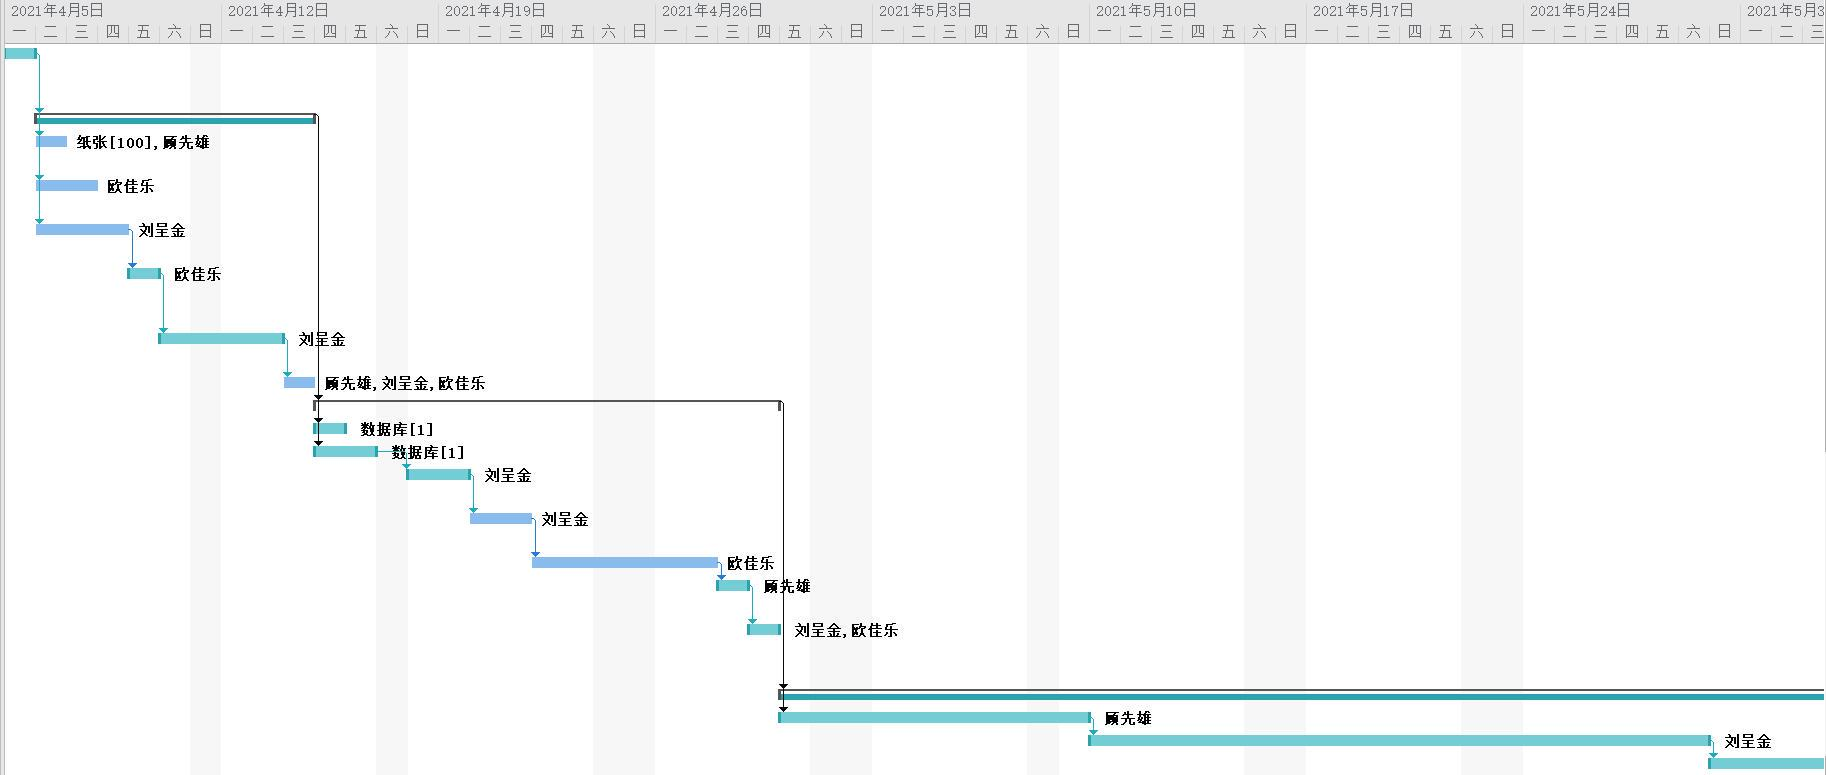 2021年4月5日 2021年4月12日 2021年4月19日 2021年4月26日 2021年5月3日 2021年5月10日 2021年5月17日 2021年5月24日 2021年5月3
一 二 三 四 五 六 日 一 二 三 四 五 六 日 一 二 三 四 五 六 日 一 二 三 四 五 六 日 一 二 三 四 五 六 日 一 二 三 四 五 六 日 一 二 三 四 五 六 日 一 二 三 四 五 六 日 一 二 三
纸张[100],顾先雄
欧佳乐
刘呈金
欧佳乐
刘呈金
顾先雄,刘呈金,欧佳乐
数据库[1]
数据库[1]
刘呈金
刘呈金
欧佳乐
顾先雄
刘呈金,欧佳乐
顾先雄
刘呈金